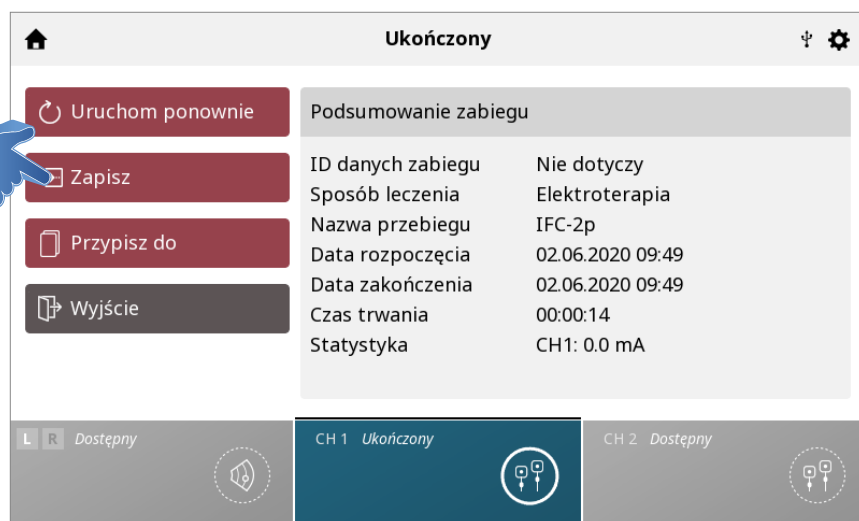 Ukończony
Uruchom ponownie
Zapisz
Przypisz do
Wyjście
Podsumowanie zabiegu
ID danych zabiegu Nie dotyczy
Sposób leczenia Elektroterapia
Nazwa przebiegu IFC-2p
Data rozpoczęcia 02.06.2020 09:49
Data zakończenia 02.06.2020 09:49
Czas trwania 00:00:14
Statystyka CH1: 0.0 mA
L R Dostępny
CH 1 Ukończony
CH 2 Dostępny